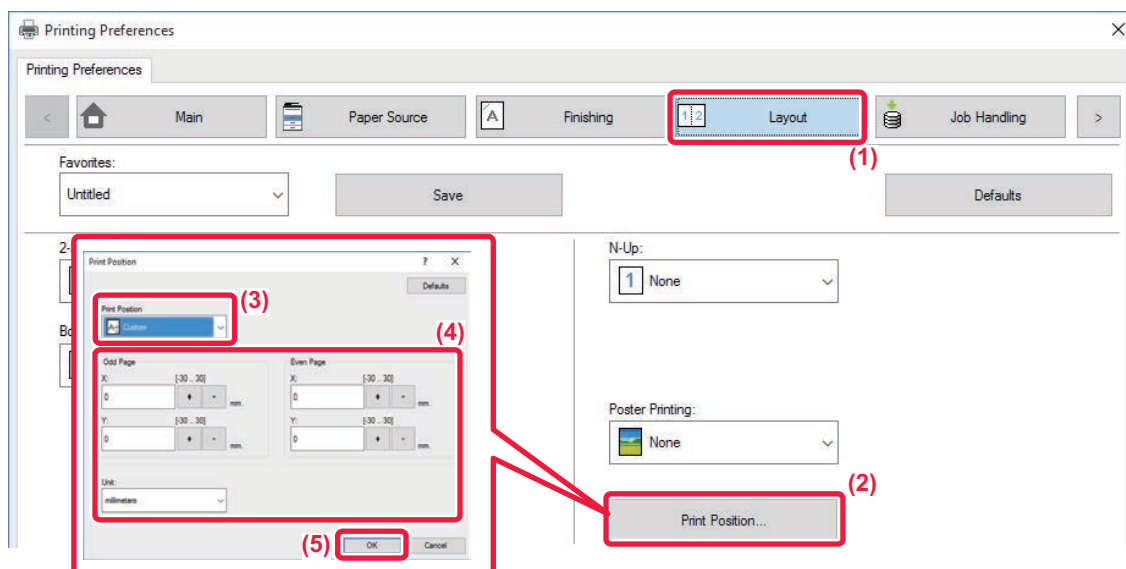 Printing Preferences
Printing Preferences
<
Main
Paper Source
A
Finishing
1 2
Layout
Job Handling
>
(1)
Favorites:
Untitled
Save
Defaults
2-
Bo
Print Position
? X
Defaults
Print Position
Custom
(3)
(4)
Odd Page
X: [-30 .. 30]
0 + - mm.
Y: [-30 .. 30]
0 + - mm.
Even Page
X: [-30 .. 30]
0 + - mm.
Y: [-30 .. 30]
0 + - mm.
Unit:
millimeters
(5)
OK
Cancel
N-Up:
1 None
Poster Printing:
None
(2)
Print Position...